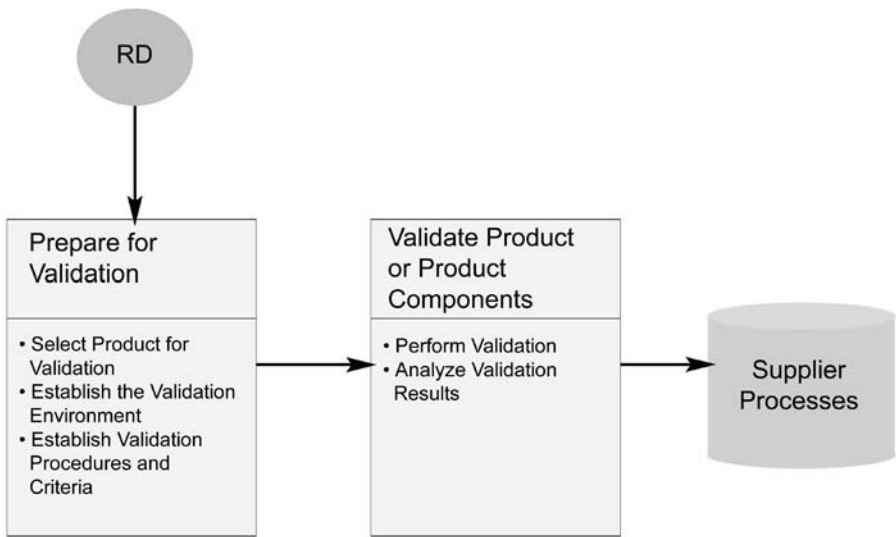 RD
Prepare for
Validation
• Select Product for
Validation
• Establish the Validation
Environment
• Establish Validation
Procedures and
Criteria
Validate Product
or Product
Components
• Perform Validation
• Analyze Validation
Results
Supplier
Processes